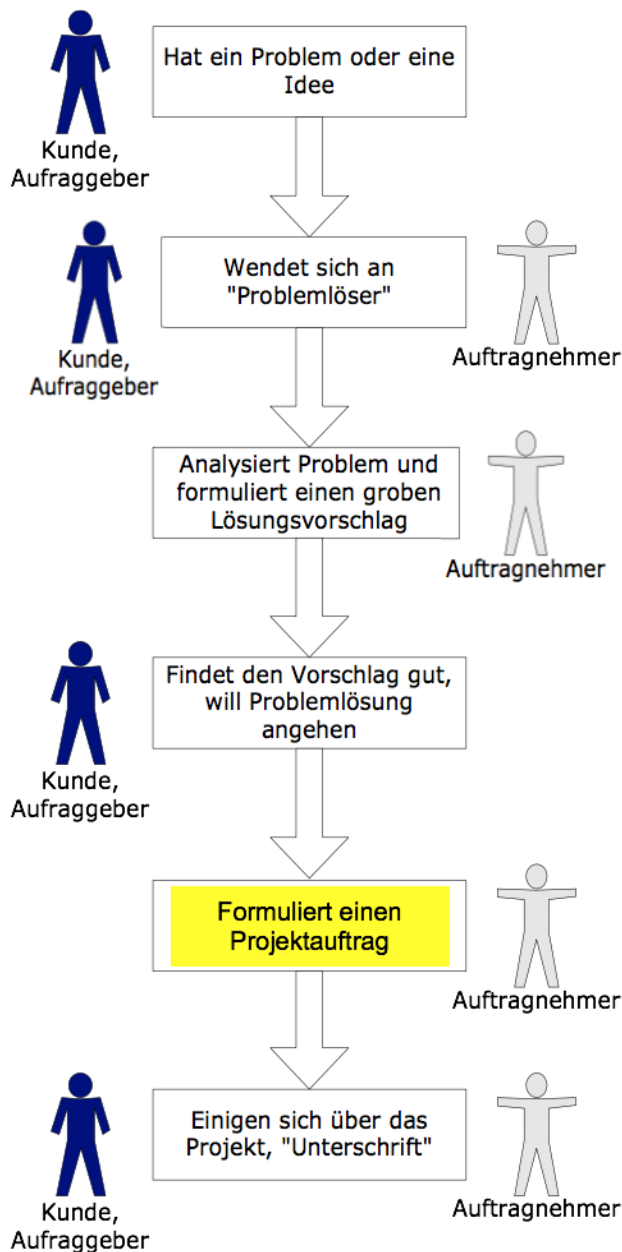 Hat ein Problem oder eine
Idee
Kunde,
Aufraggeber
Wendet sich an
"Problemlöser"
Kunde,
Aufraggeber
Auftragnehmer
Analysiert Problem und
formuliert einen groben
Lösungsvorschlag
Auftragnehmer
Findet den Vorschlag gut,
will Problemlösung
angehen
Kunde,
Aufraggeber
Formuliert einen
Projektauftrag
Auftragnehmer
Einigen sich über das
Projekt, "Unterschrift"
Kunde,
Aufraggeber
Auftragnehmer